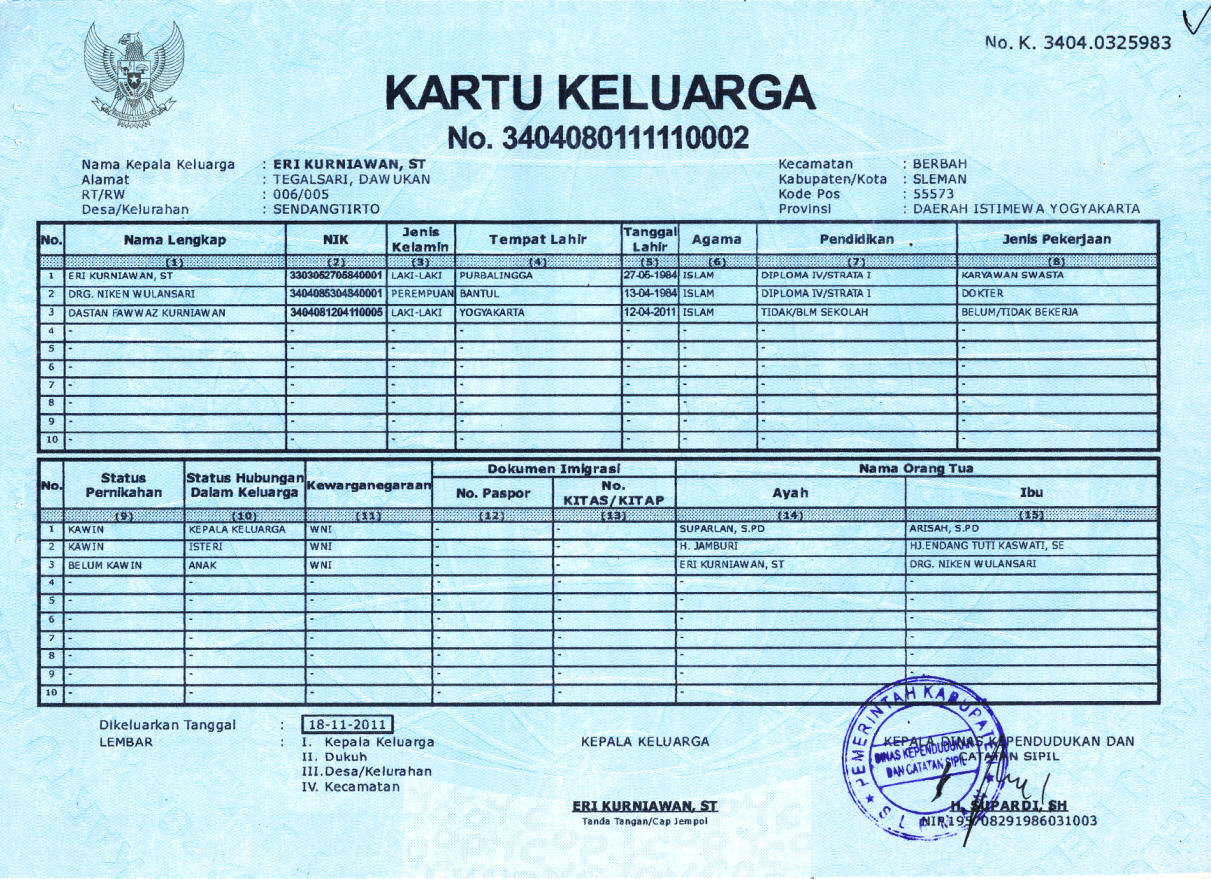 No. K. 3404.0325983
KARTU KELUARGA
No. 3404080111110002
Nama Kepala Keluarga : ERI KURNIAWAN, ST
Alamat : TEGALSARI, DAWUKAN
RT/RW : 006/005
Desa/Kelurahan : SENDANGTIRTO
Kecamatan : BERBAH
Kabupaten/Kota : SLEMAN
Kode Pos : 55573
Provinsi : DAERAH ISTIMEWA YOGYAKARTA
No. Nama Lengkap NIK Jenis Kelamin Tempat Lahir Tanggal Lahir Agama Pendidikan Jenis Pekerjaan
(1) (2) (3) (4) (5) (6) (7) (8)
1 ERI KURNIAWAN, ST 3303052705840001 LAKI-LAKI PURBALINGGA 27-05-1984 ISLAM DIPLOMA IV/STRATA I KARYAWAN SWASTA
2 DRG. NIKEN WULANSARI 3404085304840001 PEREMPUAN BANTUL 13-04-1984 ISLAM DIPLOMA IV/STRATA I DOKTER
3 DASTAN FAWWAZ KURNIAWAN 3404081204110005 LAKI-LAKI YOGYAKARTA 12-04-2011 ISLAM TIDAK/BLM SEKOLAH BELUM/TIDAK BEKERJA
4 - - - - - - - -
5 - - - - - - - -
6 - - - - - - - -
7 - - - - - - - -
8 - - - - - - - -
9 - - - - - - - -
10 - - - - - - - -
No. Status Pernikahan Status Hubungan Dalam Keluarga Kewarganegaraan Dokumen Imigrasi Nama Orang Tua
No. Paspor No. KITAS/KITAP Ayah Ibu
(9) (10) (11) (12) (13) (14) (15)
1 KAWIN KEPALA KELUARGA WNI - - SUPARLAN, S.PD ARISAH, S.PD
2 KAWIN ISTERI WNI - - H. JAMBURI HJ.ENDANG TUTI KASWATI, SE
3 BELUM KAWIN ANAK WNI - - ERI KURNIAWAN, ST DRG. NIKEN WULANSARI
4 - - - - - - -
5 - - - - - - -
6 - - - - - - -
7 - - - - - - -
8 - - - - - - -
9 - - - - - - -
10 - - - - - - -
Dikeluarkan Tanggal : 18-11-2011
LEMBAR : I. Kepala Keluarga
II. Dukuh
III. Desa/Kelurahan
IV. Kecamatan
KEPALA KELUARGA
ERI KURNIAWAN, ST
Tanda Tangan/Cap Jempol
KEPALA DINAS KEPENDUDUKAN DAN
CATATAN SIPIL
H. SUPARDI, SH
NIP.
PEMERINTAH KABUPATEN
DINAS KEPENDUDUKAN
DAN CATATAN SIPIL